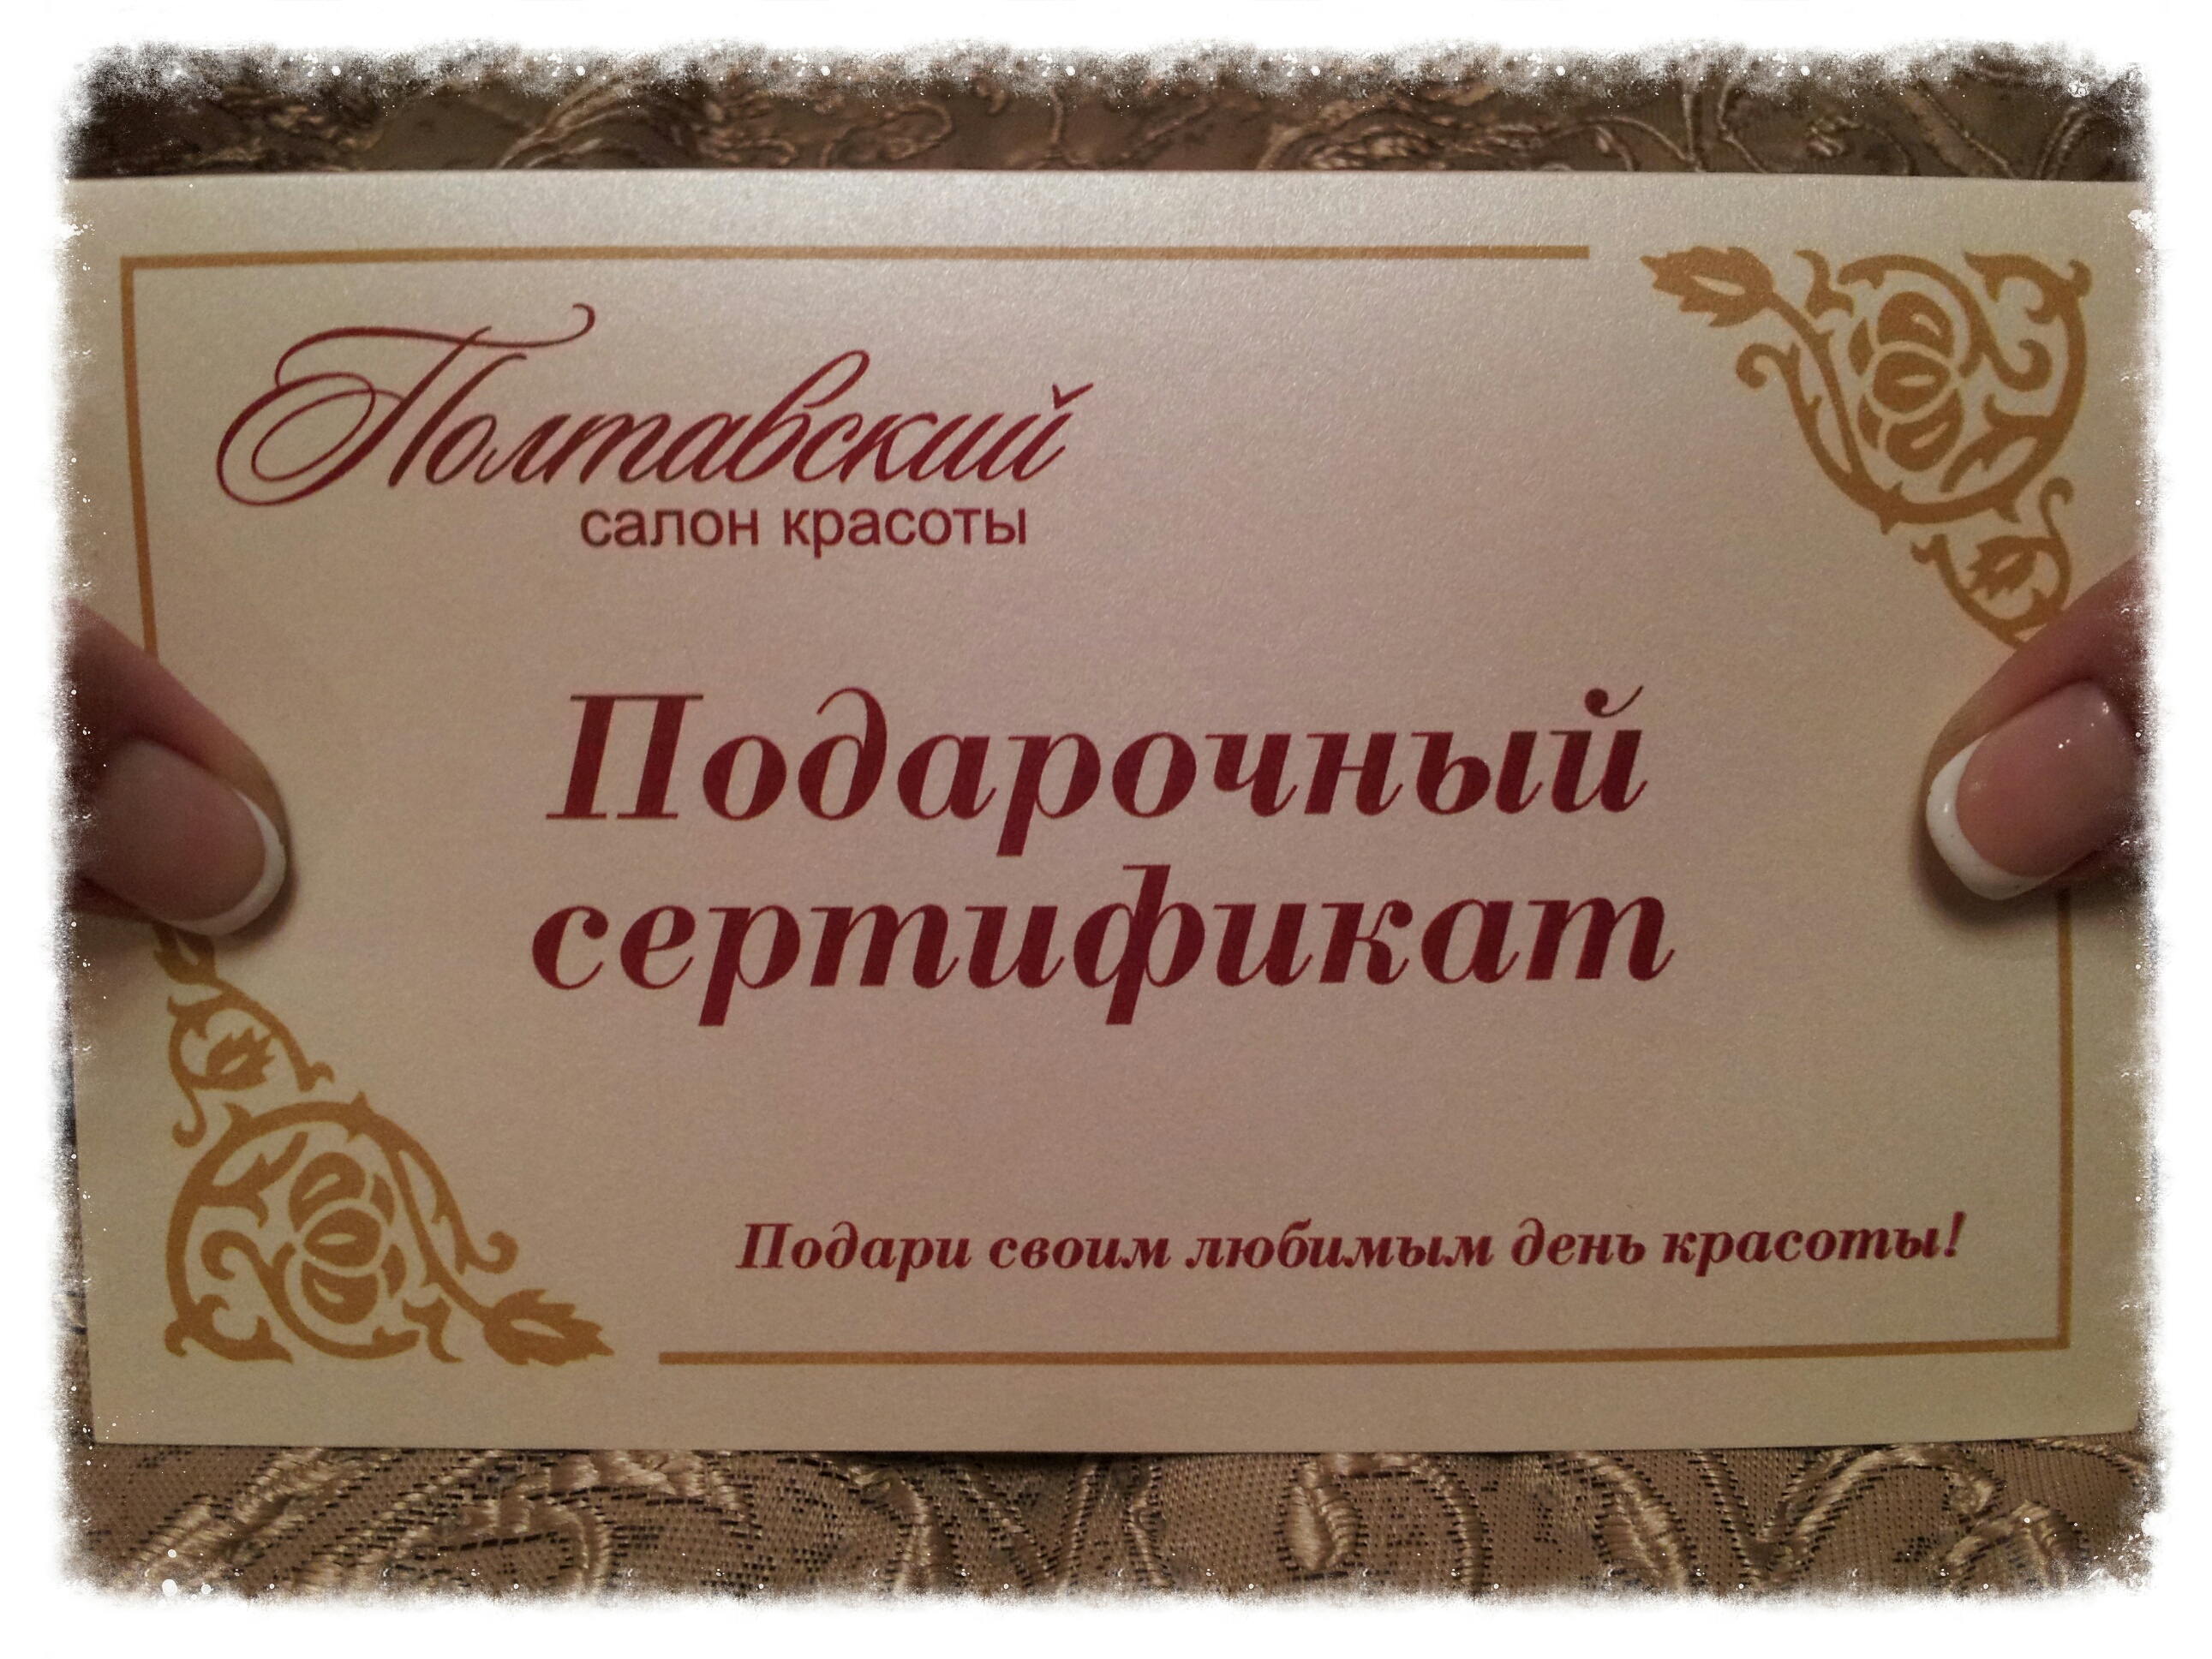 Полтавский
салон красоты
Подарочный
сертификат
Подари своим любимым день красоты!